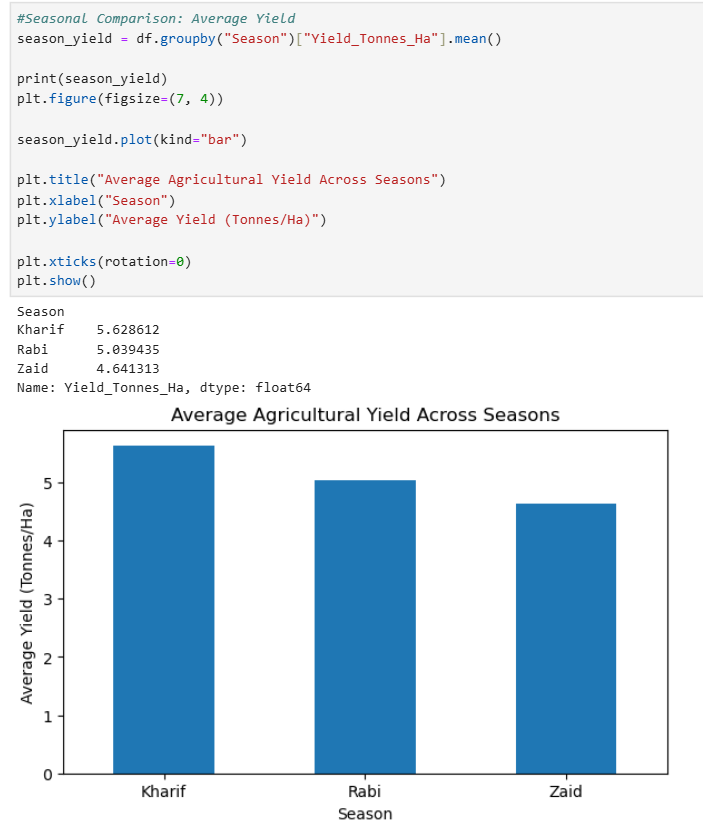 #Seasonal Comparison: Average Yield
season_yield = df.groupby("Season")["Yield_Tonnes_Ha"].mean()
print(season_yield)
plt.figure(figsize=(7, 4))
season_yield.plot(kind="bar")
plt.title("Average Agricultural Yield Across Seasons")
plt.xlabel("Season")
plt.ylabel("Average Yield (Tonnes/Ha)")
plt.xticks(rotation=0)
plt.show()
Season
Kharif    5.628612
Rabi      5.039435
Zaid      4.641313
Name: Yield_Tonnes_Ha, dtype: float64
Average Agricultural Yield Across Seasons
Average Yield (Tonnes/Ha)
5
4
3
2
1
0
Kharif Rabi Zaid
Season